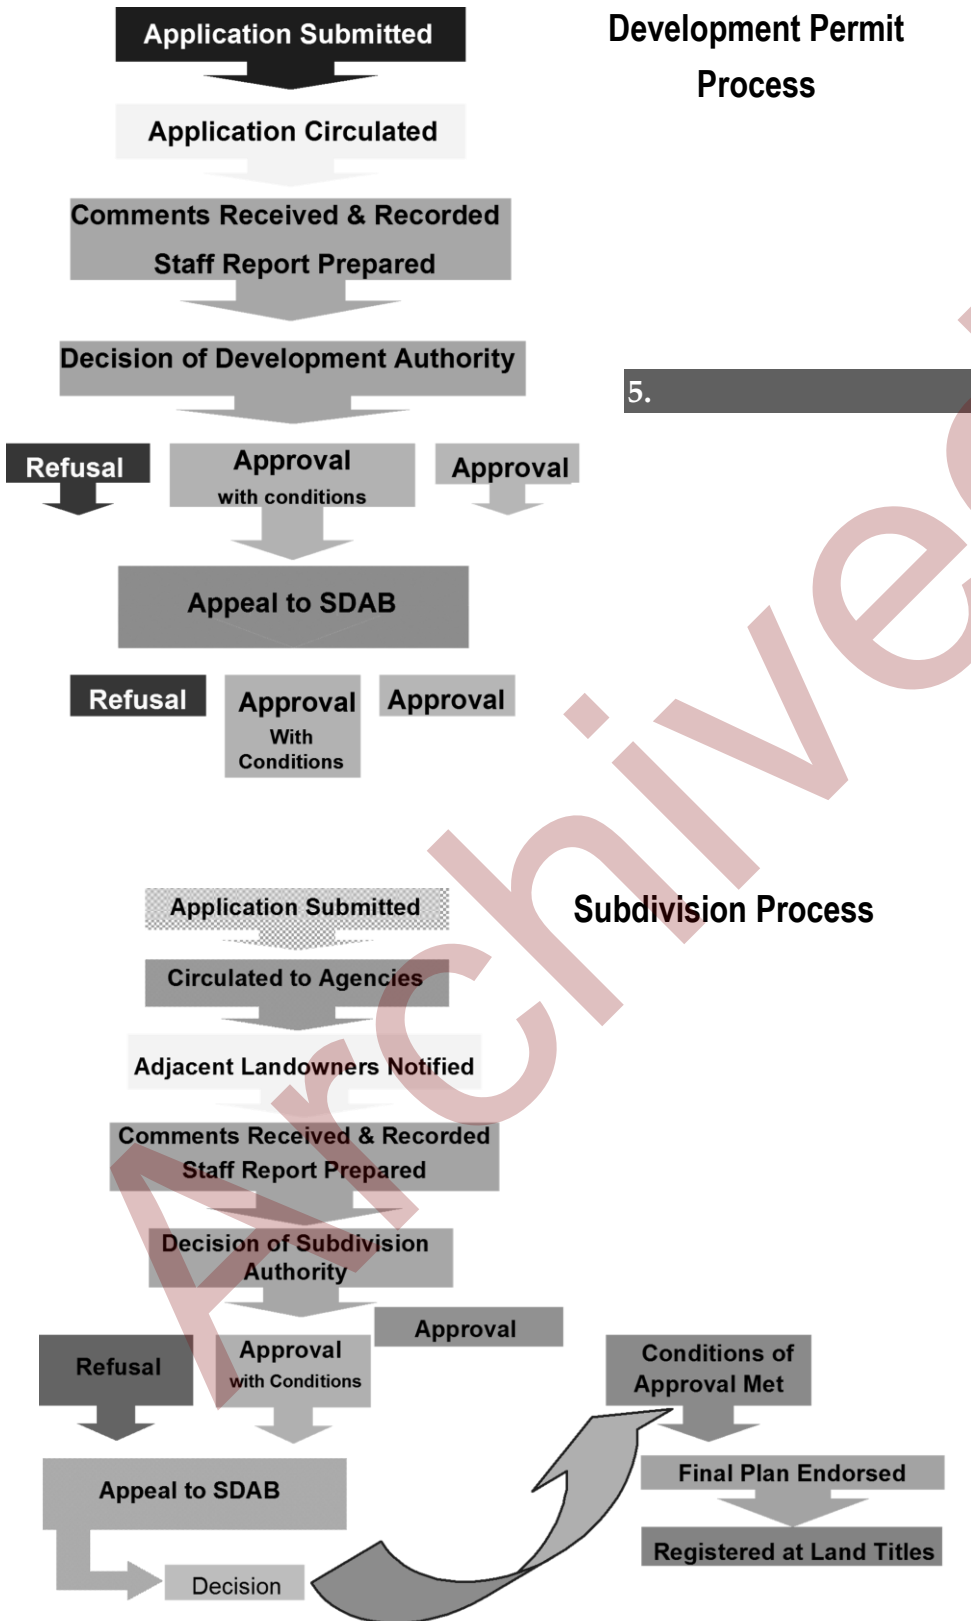 Application Submitted
Development Permit
Process
Application Circulated
Comments Received & Recorded
Staff Report Prepared
Decision of Development Authority
5.
Refusal
Approval
with conditions
Approval
Appeal to SDAB
Refusal
Approval
With
Conditions
Approval
Application Submitted
Subdivision Process
Circulated to Agencies
Adjacent Landowners Notified
Comments Received & Recorded
Staff Report Prepared
Decision of Subdivision
Authority
Approval
Refusal
Approval
with Conditions
Conditions of
Approval Met
Appeal to SDAB
Final Plan Endorsed
Registered at Land Titles
Decision
Archived